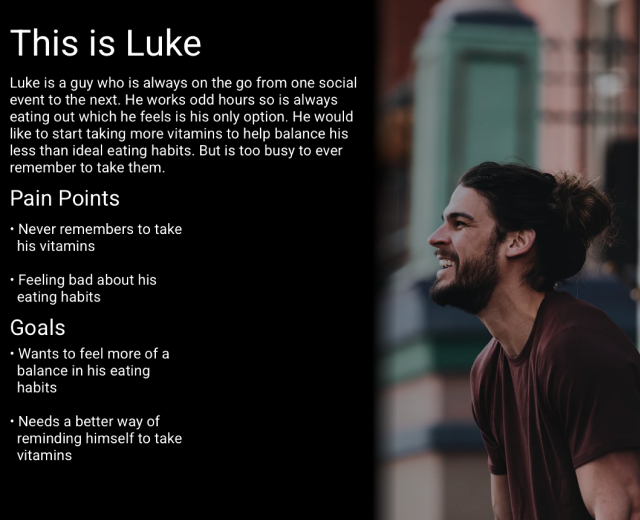 This is Luke
Luke is a guy who is always on the go from one social
event to the next. He works odd hours so is always
eating out which he feels is his only option. He would
like to start taking more vitamins to help balance his
less than ideal eating habits. But is too busy to ever
remember to take them.
Pain Points
• Never remembers to take
his vitamins
• Feeling bad about his
eating habits
Goals
• Wants to feel more of a
balance in his eating
habits
• Needs a better way of
reminding himself to take
vitamins